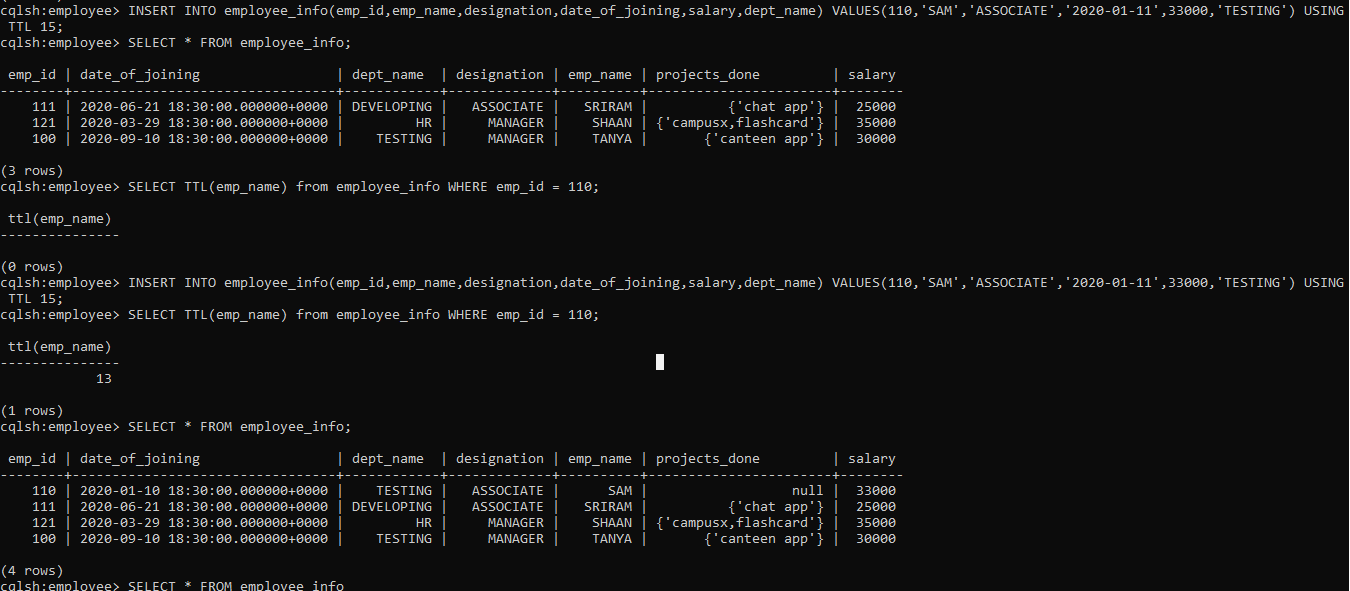 cqlsh:employee> INSERT INTO employee_info(emp_id,emp_name,designation,date_of_joining,salary,dept_name) VALUES(110,'SAM','ASSOCIATE','2020-01-11',33000,'TESTING') USING
TTL 15;
cqlsh:employee> SELECT * FROM employee_info;
emp_id | date_of_joining | dept_name | designation | emp_name | projects_done | salary
--------+---------------------------------+------------+-------------+----------+-----------------------+--------
111 | 2020-06-21 18:30:00.000000+0000 | DEVELOPING | ASSOCIATE | SRIRAM | {'chat app'} | 25000
121 | 2020-03-29 18:30:00.000000+0000 | HR | MANAGER | SHAAN | {'campusx,flashcard'} | 35000
100 | 2020-09-10 18:30:00.000000+0000 | TESTING | MANAGER | TANYA | {'canteen app'} | 30000
(3 rows)
cqlsh:employee> SELECT TTL(emp_name) from employee_info WHERE emp_id = 110;
ttl(emp_name)
---------------
(0 rows)
cqlsh:employee> INSERT INTO employee_info(emp_id,emp_name,designation,date_of_joining,salary,dept_name) VALUES(110,'SAM','ASSOCIATE','2020-01-11',33000,'TESTING') USING
TTL 15;
cqlsh:employee> SELECT TTL(emp_name) from employee_info WHERE emp_id = 110;
ttl(emp_name)
---------------
13
(1 rows)
cqlsh:employee> SELECT * FROM employee_info;
emp_id | date_of_joining | dept_name | designation | emp_name | projects_done | salary
--------+---------------------------------+------------+-------------+----------+-----------------------+--------
110 | 2020-01-10 18:30:00.000000+0000 | TESTING | ASSOCIATE | SAM | null | 33000
111 | 2020-06-21 18:30:00.000000+0000 | DEVELOPING | ASSOCIATE | SRIRAM | {'chat app'} | 25000
121 | 2020-03-29 18:30:00.000000+0000 | HR | MANAGER | SHAAN | {'campusx,flashcard'} | 35000
100 | 2020-09-10 18:30:00.000000+0000 | TESTING | MANAGER | TANYA | {'canteen app'} | 30000
(4 rows)
cqlsh:employee> SELECT * FROM employee_info